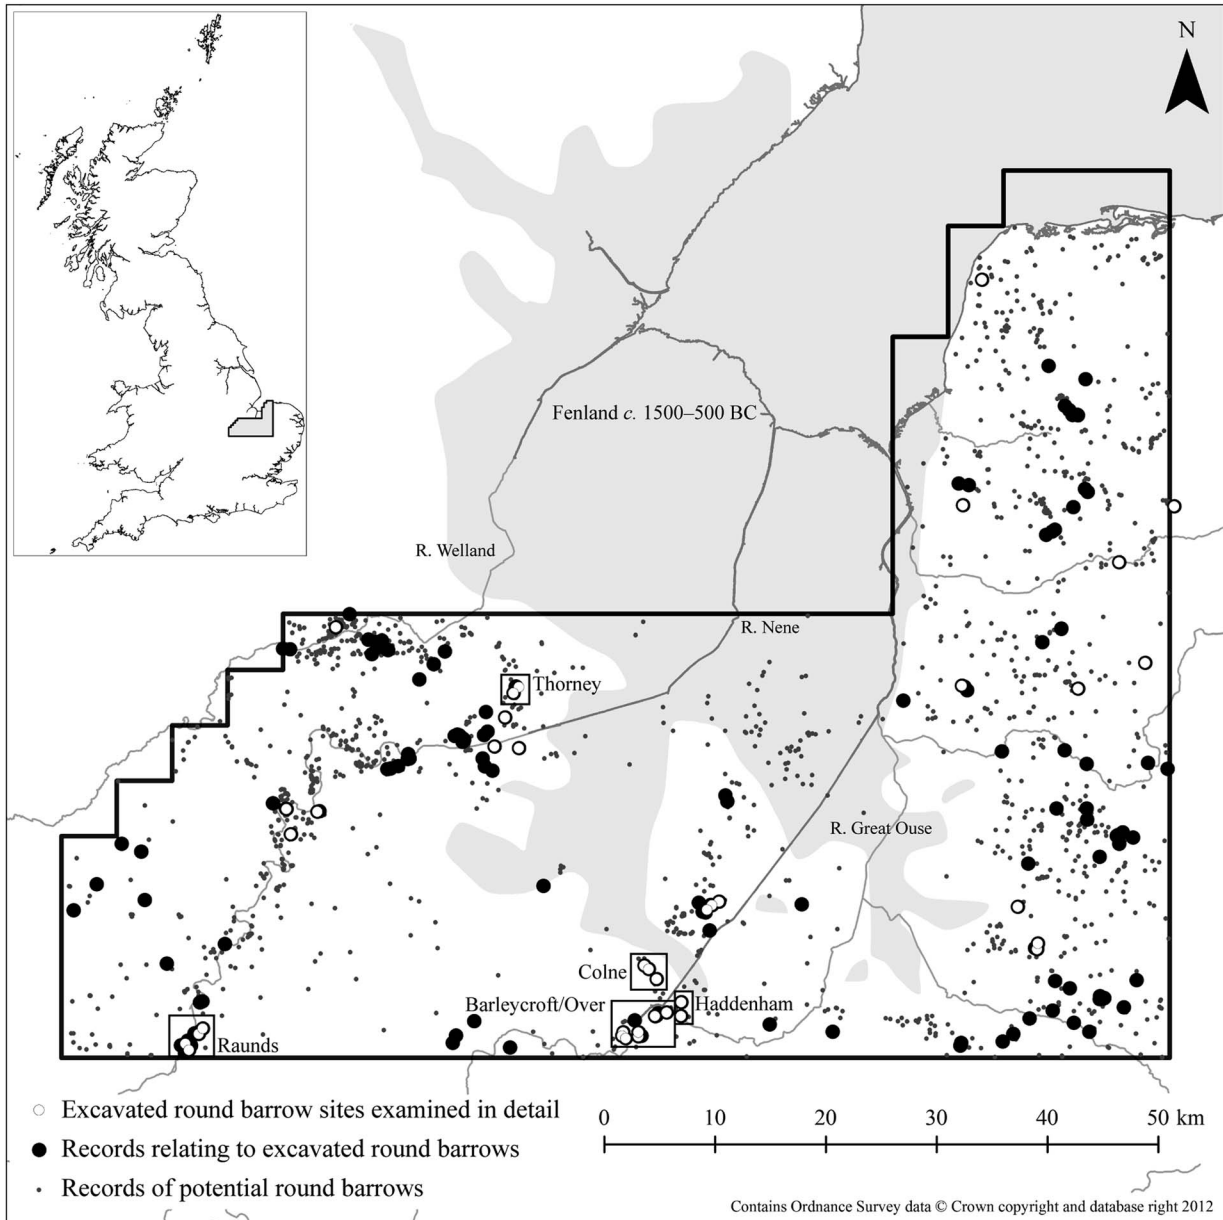 N
Fenland c. 1500–500 BC
R. Welland
R. Nene
Thorney
R. Great Ouse
Colne
Barleycroft/Over
Haddenham
Raunds
Excavated round barrow sites examined in detail
Records relating to excavated round barrows
Records of potential round barrows
0 10 20 30 40 50 km
Contains Ordnance Survey data © Crown copyright and database right 2012